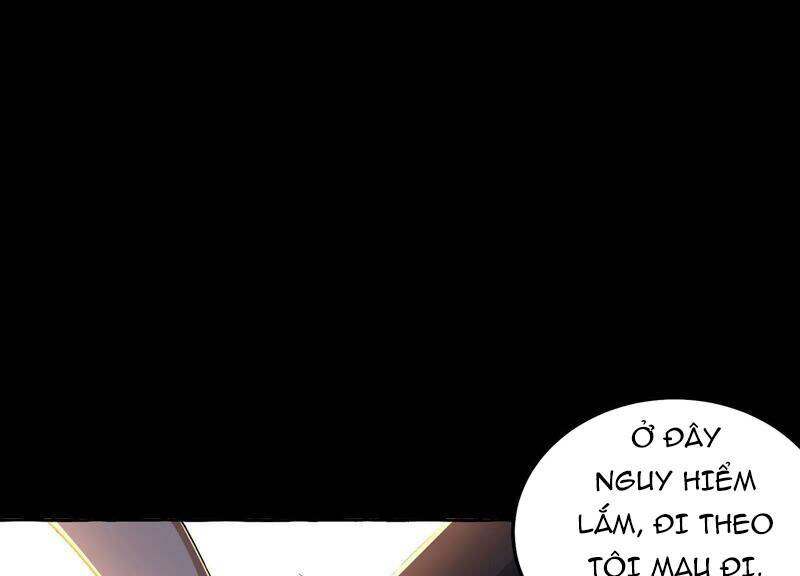 Ở ĐÂY
NGUY HIỂM
LẮM, ĐI THEO
TÔI MAU ĐI,